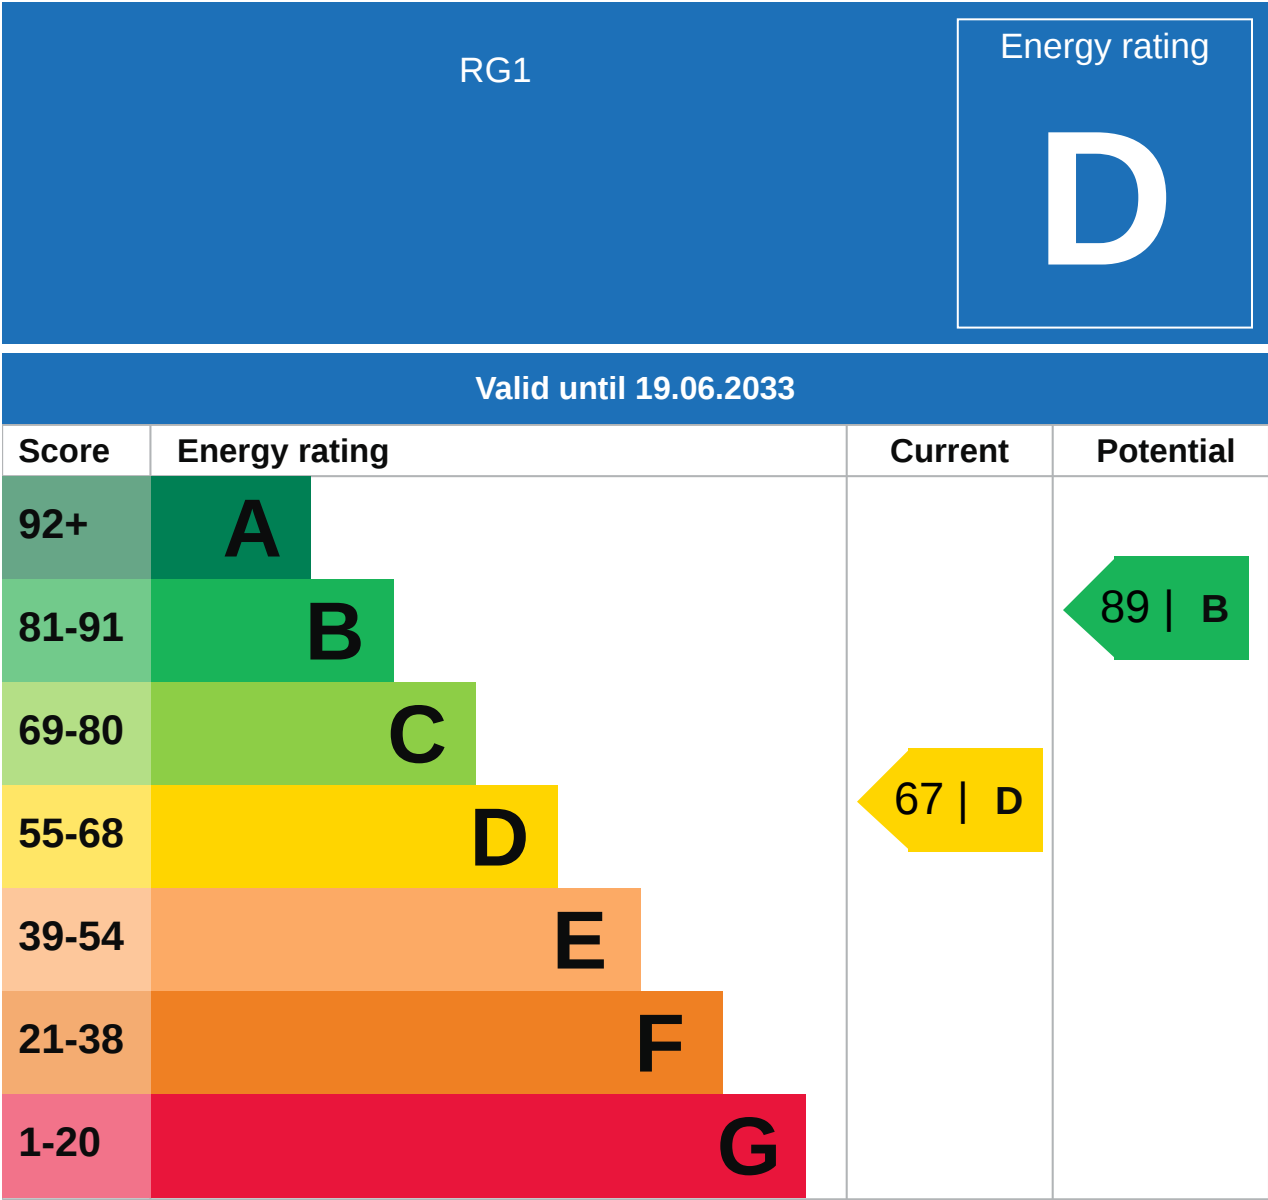 RG1
Energy rating
D
Valid until 19.06.2033
Score Energy rating Current Potential
92+ A
81-91 B
89 | B
69-80 C
55-68 D
67 | D
39-54 E
21-38 F
1-20 G